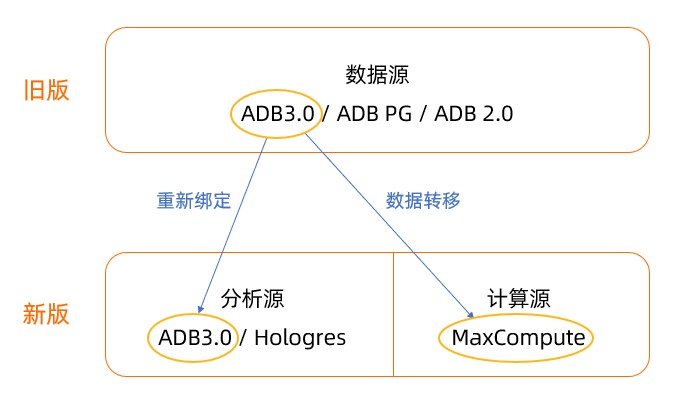 旧版
数据源
ADB3.0 / ADB PG / ADB 2.0
重新绑定
数据转移
新版
分析源
ADB3.0 / Hologres
计算源
MaxCompute